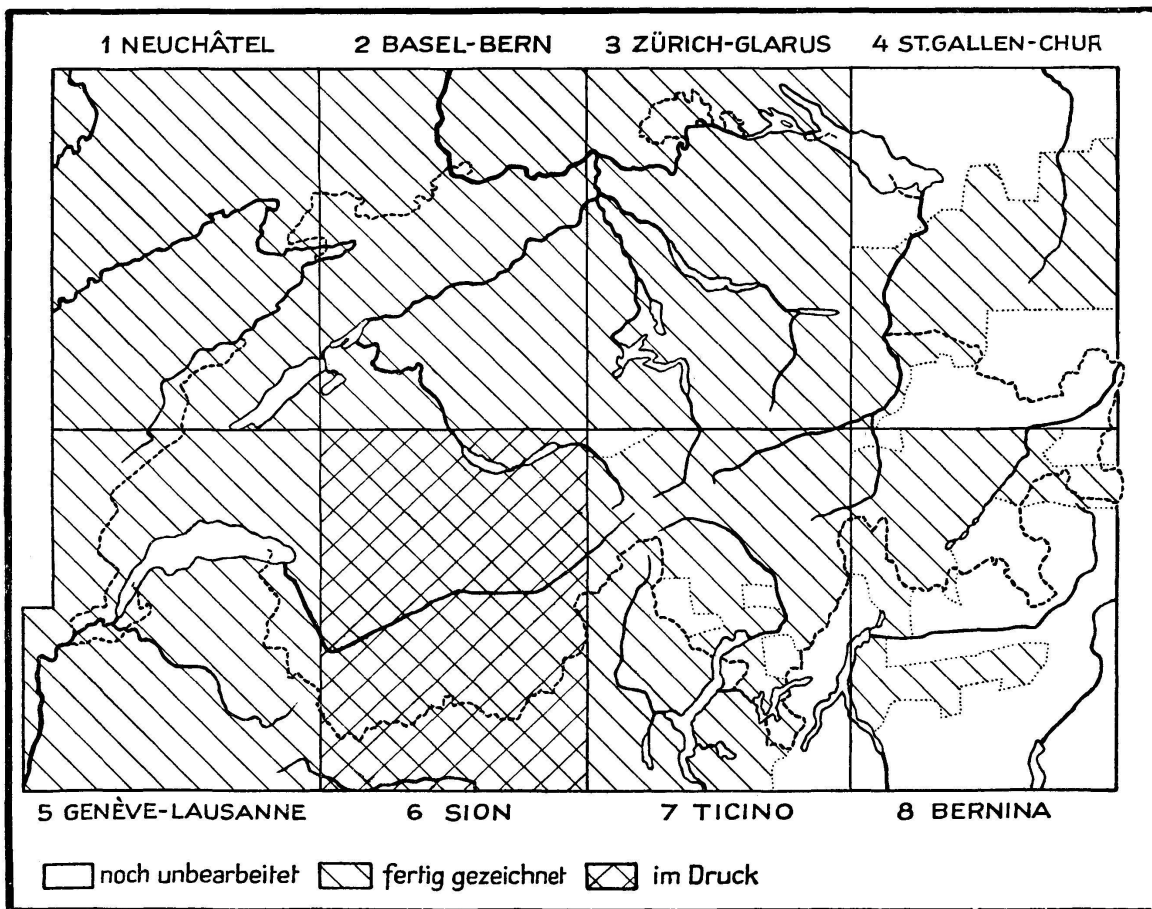 1 NEUCHÂTEL 2 BASEL-BERN 3 ZÜRICH-GLARUS 4 ST.GALLEN-CHUR
5 GENÈVE-LAUSANNE 6 SION 7 TICINO 8 BERNINA
noch unbearbeitet fertig gezeichnet im Druck